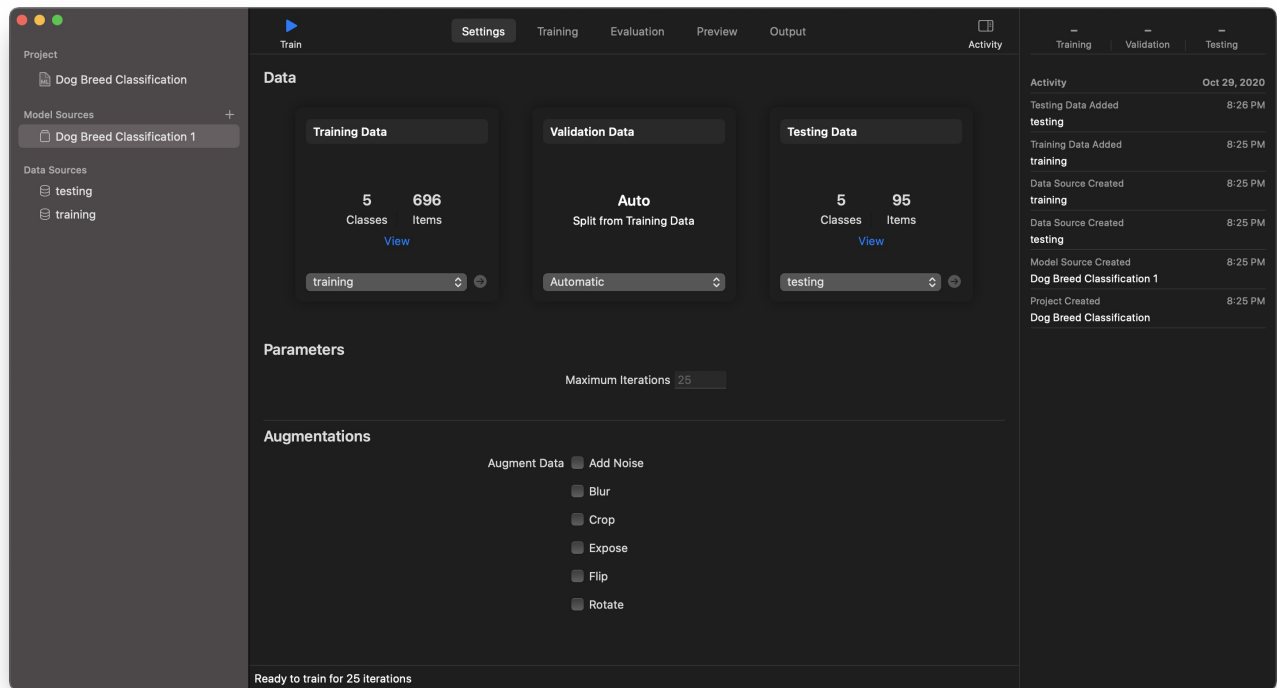 Project
Dog Breed Classification
Model Sources
Dog Breed Classification 1
Data Sources
testing
training
Train
Settings Training Evaluation Preview Output
Activity
Data
Training Data
5 696
Classes Items
View
training
Validation Data
Auto
Split from Training Data
Automatic
Testing Data
5 95
Classes Items
View
testing
Parameters
Maximum Iterations 25
Augmentations
Augment Data Add Noise
Blur
Crop
Expose
Flip
Rotate
Ready to train for 25 iterations
– – –
Training Validation Testing
Activity Oct 29, 2020
Testing Data Added 8:26 PM
testing
Training Data Added 8:25 PM
training
Data Source Created 8:25 PM
training
Data Source Created 8:25 PM
testing
Model Source Created 8:25 PM
Dog Breed Classification 1
Project Created 8:25 PM
Dog Breed Classification